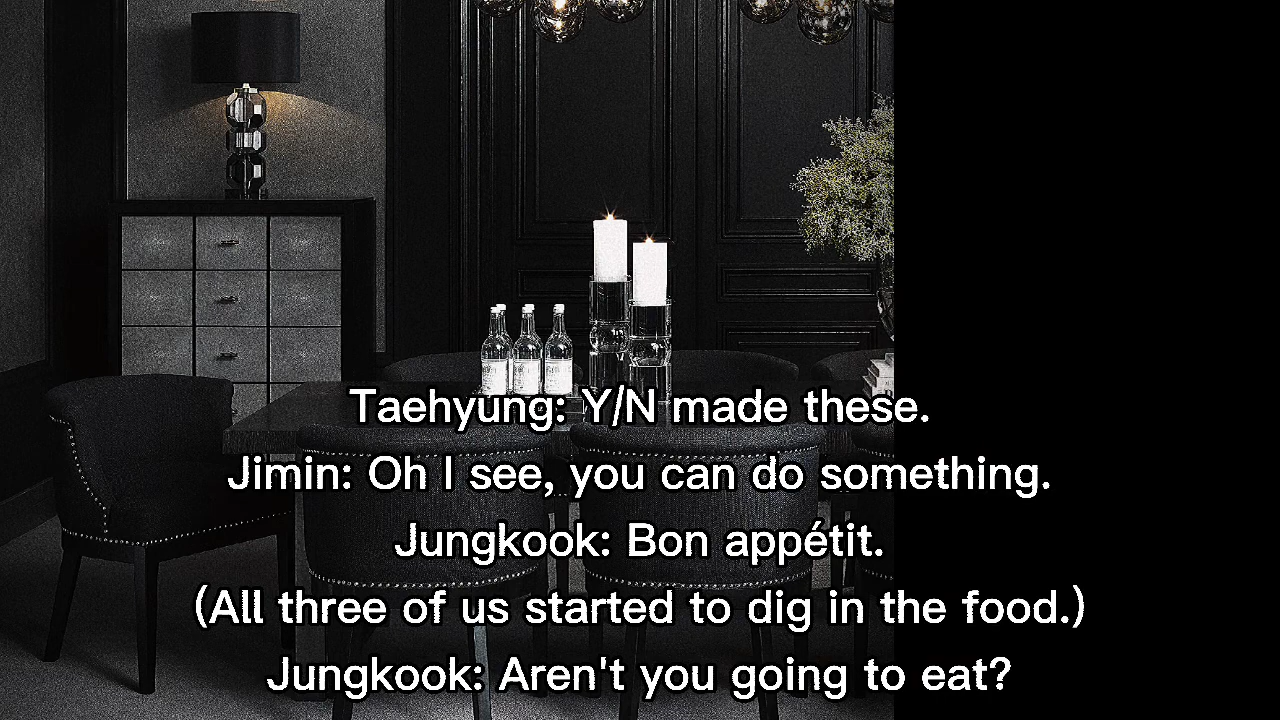 Taehyung: Y/N made these.
Jimin: Oh I see, you can do something.
Jungkook: Bon appétit.
(All three of us started to dig in the food.)
Jungkook: Aren't you going to eat?